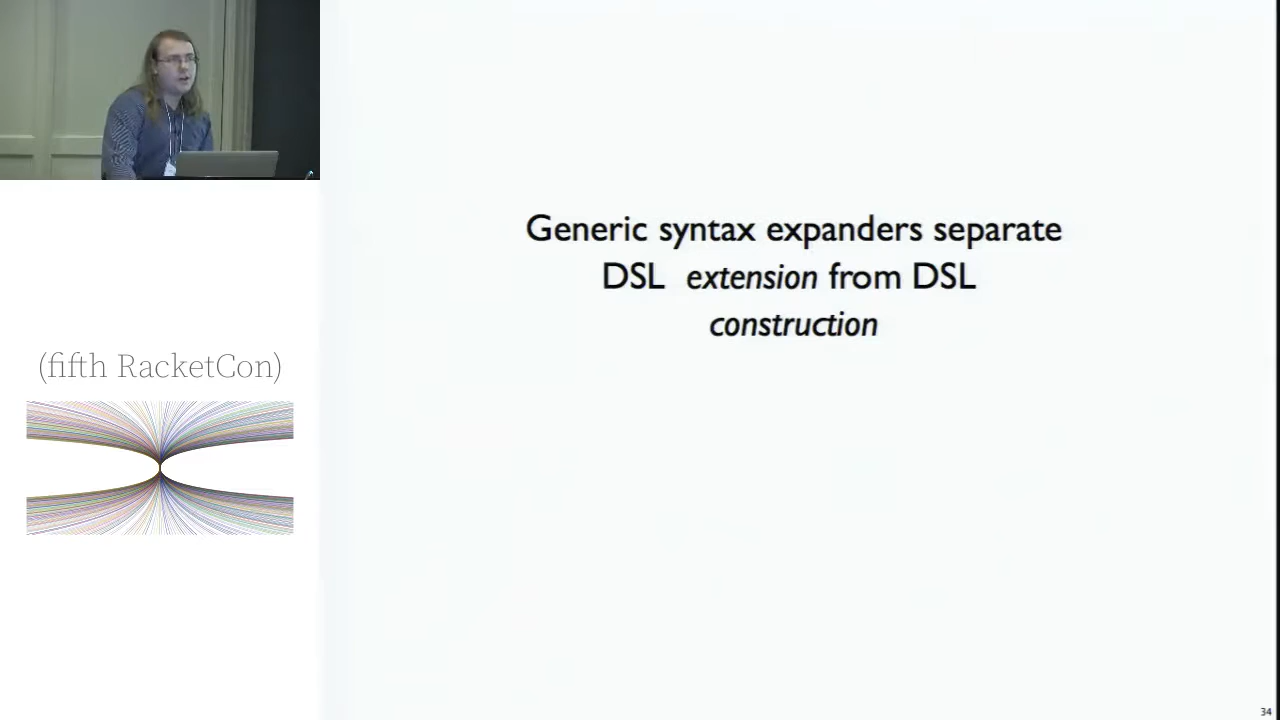 Generic syntax expanders separate
DSL extension from DSL
construction
(fifth RacketCon)
34